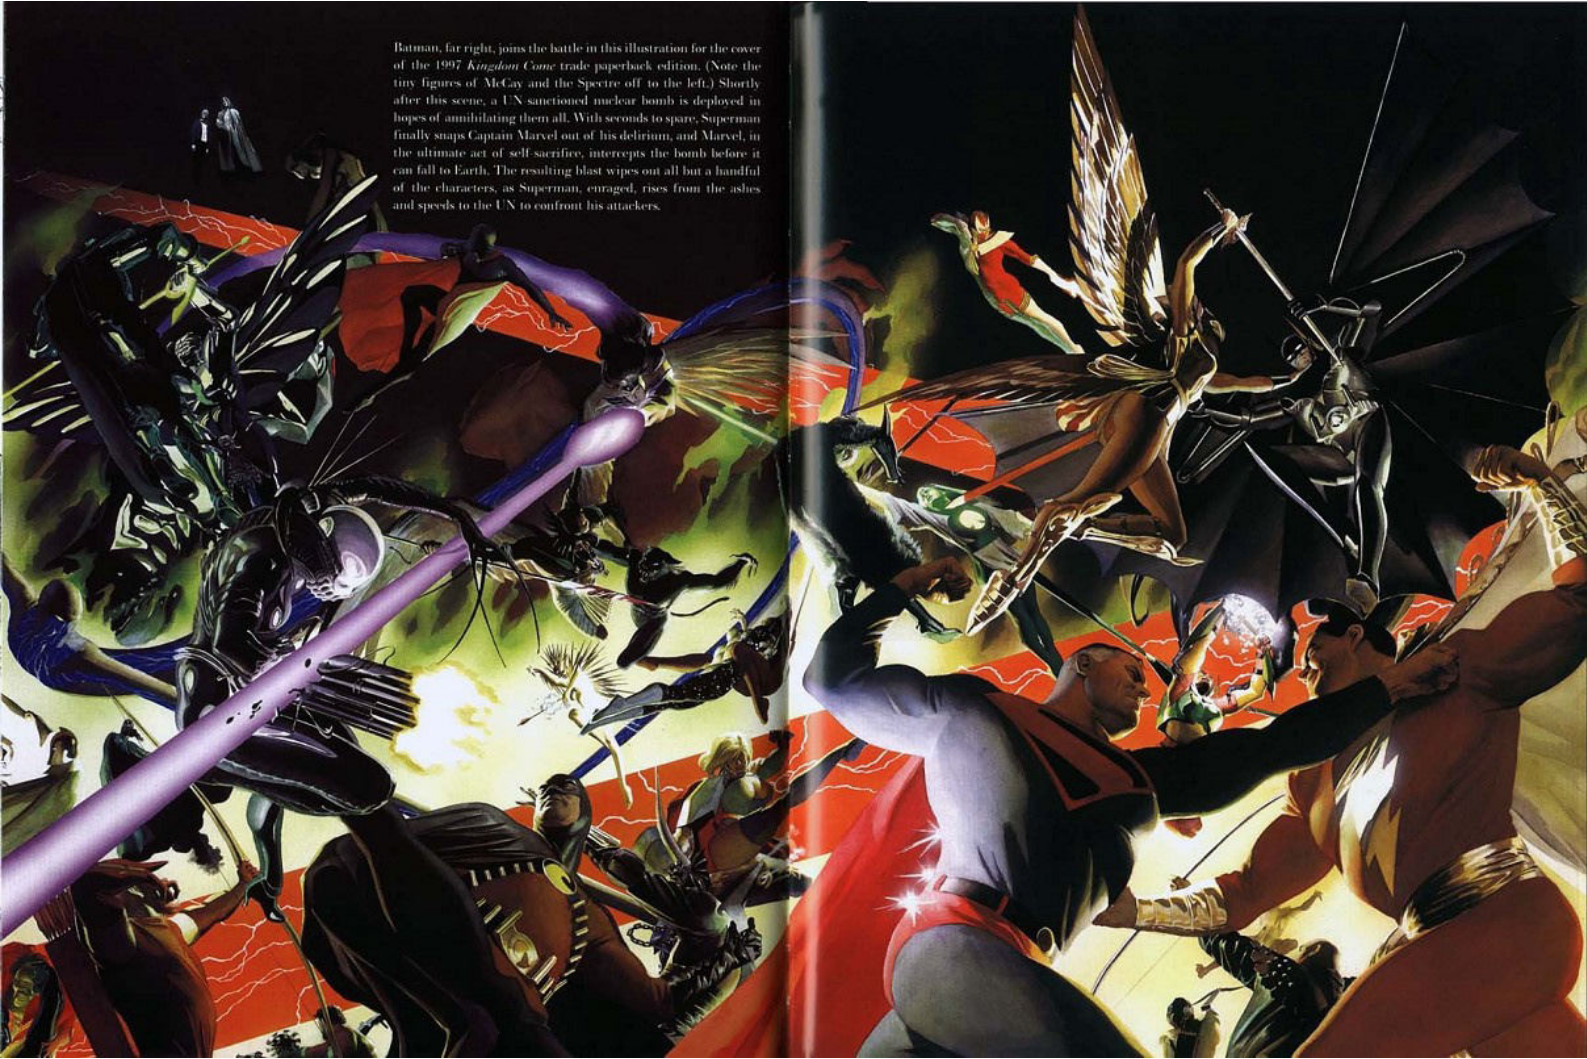 Batman, far right, joins the battle in this illustration for the cover
of the 1997 Kingdom Come trade paperback edition. (Note the
tiny figures of McCay and the Spectre off to the left.) Shortly
after this scene, a UN-sanctioned nuclear bomb is deployed in
hopes of annihilating them all. With seconds to spare, Superman
finally snaps Captain Marvel out of his delirium, and Marvel, in
the ultimate act of self-sacrifice, intercepts the bomb before it
can fall to Earth. The resulting blast wipes out all but a handful
of the characters, as Superman, enraged, rises from the ashes
and speeds to the UN to confront his attackers.